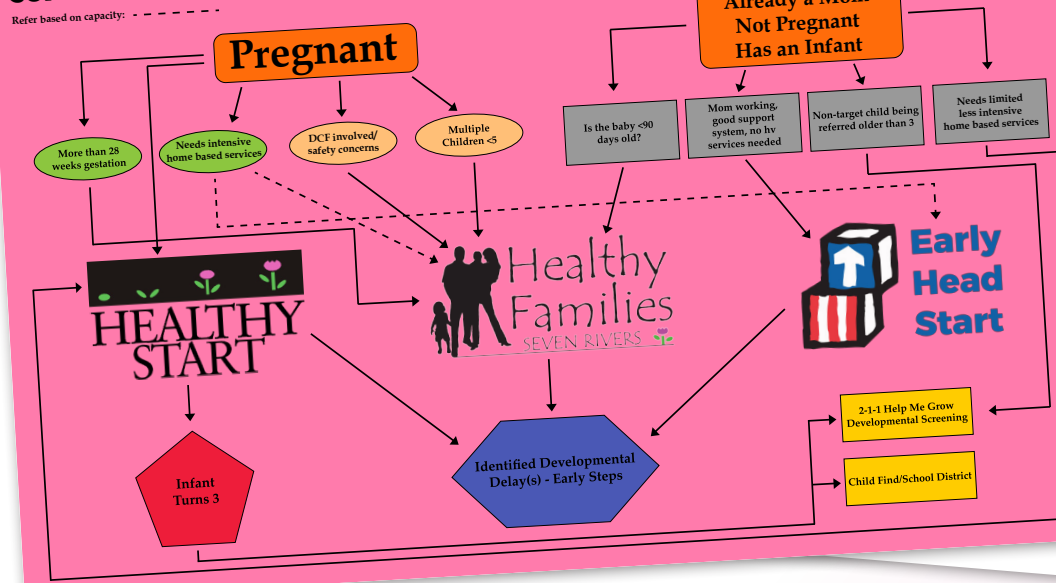 Refer based on capacity:
Already a Mom
Not Pregnant
Has an Infant
Pregnant
More than 28
weeks gestation
Needs intensive
home based services
DCF involved/
safety concerns
Multiple
Children <5
Is the baby <90
days old?
Mom working,
good support
system, no hv
services needed
Non-target child being
referred older than 3
Needs limited
less intensive
home based services
HEALTHY
START
Healthy
Families
SEVEN RIVERS
Early
Head
Start
2-1-1 Help Me Grow
Developmental Screening
Child Find/School District
Identified Developmental
Delay(s) - Early Steps
Infant
Turns 3